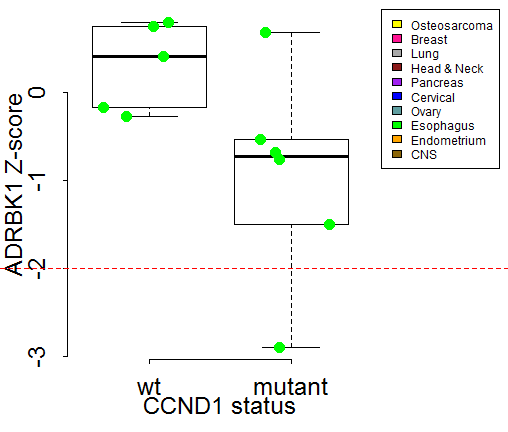 ADRBK1 Z-score
0
-1
-2
-3
wt mutant
CCND1 status
Osteosarcoma
Breast
Lung
Head & Neck
Pancreas
Cervical
Ovary
Esophagus
Endometrium
CNS